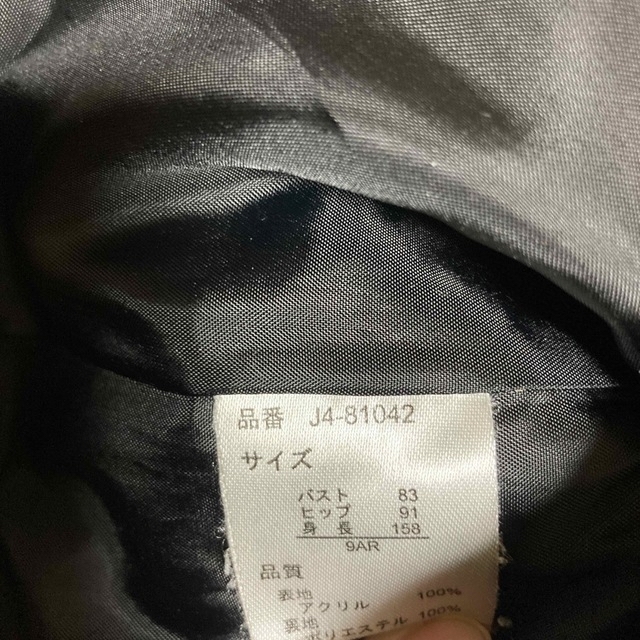 品番 J4-81042
サイズ
バスト 83
ヒップ 91
身長 158
9AR
品質
表地 100%
アクリル
裏地 100%
ポリエステル